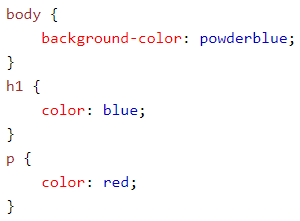 body {
    background-color: powderblue;
}
h1 {
    color: blue;
}
p {
    color: red;
}